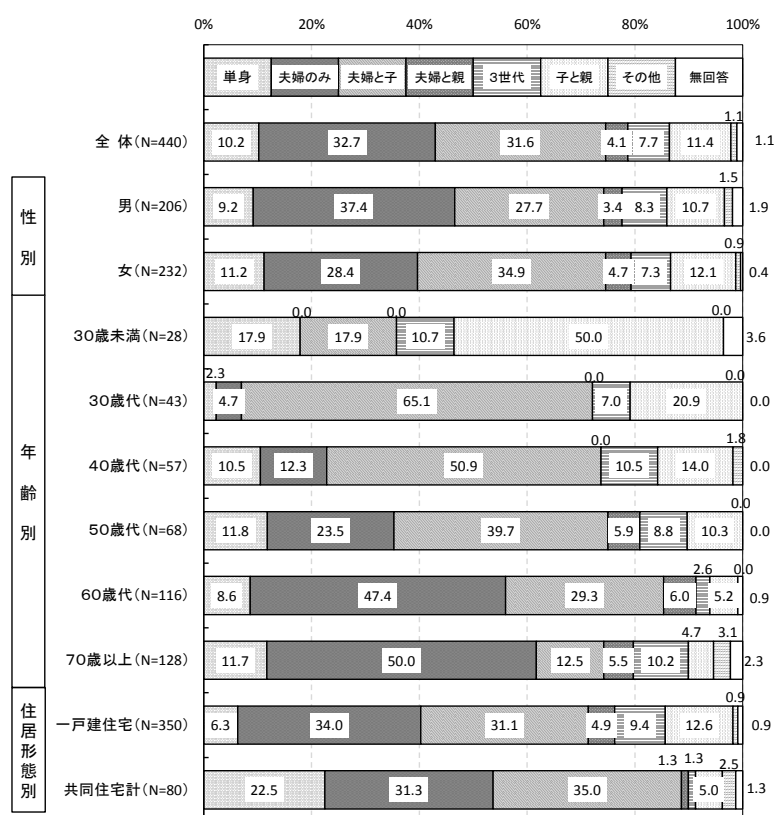 0% 20% 40% 60% 80% 100%
単身 夫婦のみ 夫婦と子 夫婦と親 3世代 子と親 その他 無回答
性別
年齢別
住居形態別
1.1
全 体(N=440) 10.2 32.7 31.6 4.1 7.7 11.4 1.1
1.5
男(N=206) 9.2 37.4 27.7 3.4 8.3 10.7 1.9
0.9
女(N=232) 11.2 28.4 34.9 4.7 7.3 12.1 0.4
0.0 0.0 0.0
30歳未満(N=28) 17.9 17.9 10.7 50.0 3.6
2.3 0.0 0.0
30歳代(N=43) 4.7 65.1 7.0 20.9 0.0
0.0 1.8
40歳代(N=57) 10.5 12.3 50.9 10.5 14.0 0.0
0.0
50歳代(N=68) 11.8 23.5 39.7 5.9 8.8 10.3 0.0
2.6 0.0
60歳代(N=116) 8.6 47.4 29.3 6.0 5.2 0.9
4.7 3.1
70歳以上(N=128) 11.7 50.0 12.5 5.5 10.2 2.3
0.9
一戸建住宅(N=350) 6.3 34.0 31.1 4.9 9.4 12.6 0.9
1.3 1.3 2.5
共同住宅計(N=80) 22.5 31.3 35.0 5.0 1.3